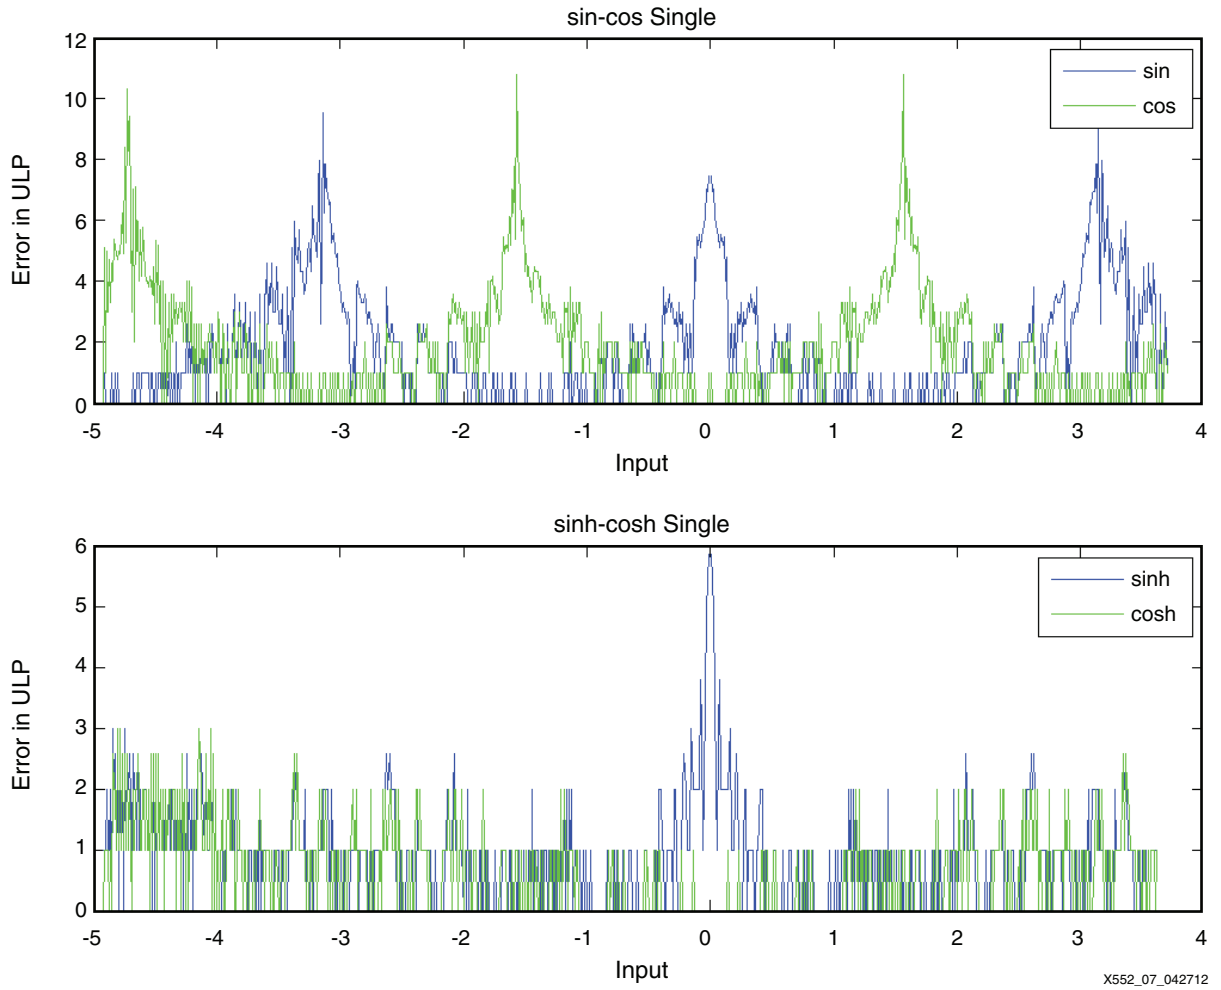 sin-cos Single
12
10
8
6
4
2
0
Error in ULP
sin
cos
-5 -4 -3 -2 -1 0 1 2 3 4
Input
sinh-cosh Single
6
5
4
3
2
1
0
Error in ULP
sinh
cosh
-5 -4 -3 -2 -1 0 1 2 3 4
Input
X552_07_042712